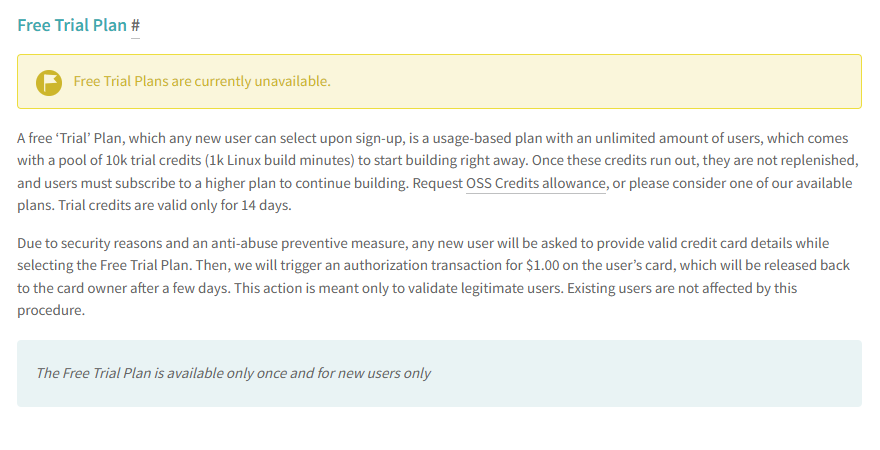 Free Trial Plan #
Free Trial Plans are currently unavailable.
A free ‘Trial’ Plan, which any new user can select upon sign-up, is a usage-based plan with an unlimited amount of users, which comes
with a pool of 10k trial credits (1k Linux build minutes) to start building right away. Once these credits run out, they are not replenished,
and users must subscribe to a higher plan to continue building. Request OSS Credits allowance, or please consider one of our available
plans. Trial credits are valid only for 14 days.
Due to security reasons and an anti-abuse preventive measure, any new user will be asked to provide valid credit card details while
selecting the Free Trial Plan. Then, we will trigger an authorization transaction for $1.00 on the user’s card, which will be released back
to the card owner after a few days. This action is meant only to validate legitimate users. Existing users are not affected by this
procedure.
The Free Trial Plan is available only once and for new users only